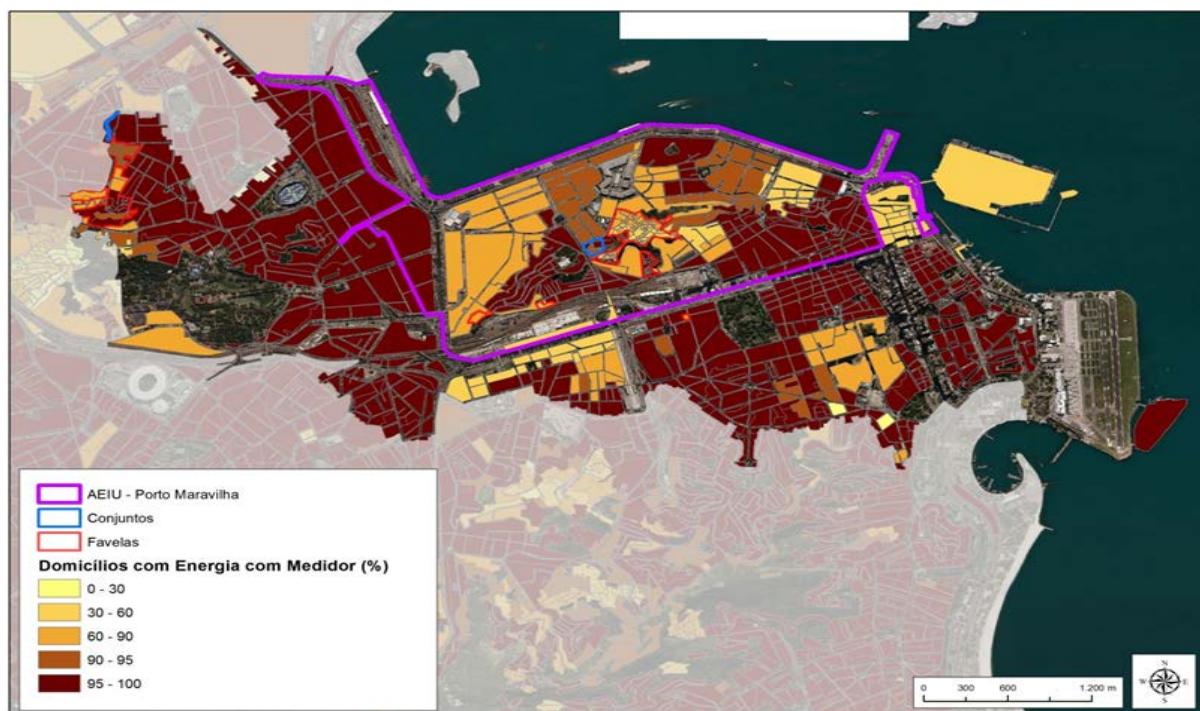 AEIU - Porto Maravilha
Conjuntos
Favelas
Domicílios com Energia com Medidor (%)
0 - 30
30 - 60
60 - 90
90 - 95
95 - 100
0 300 600 1.200 m
N
W E
S